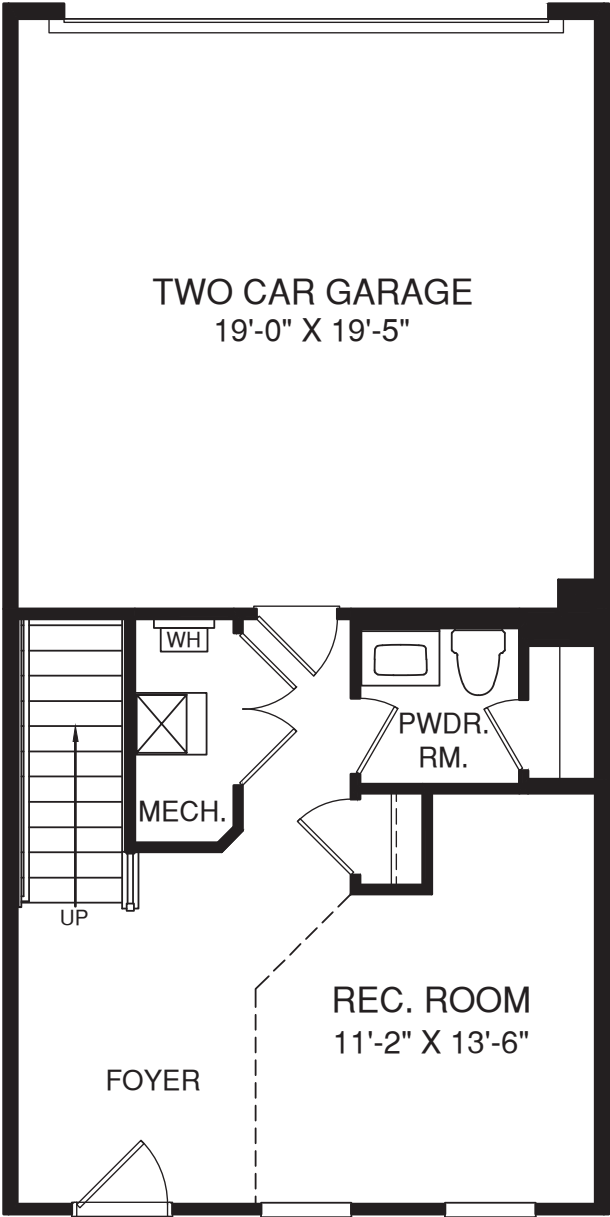 TWO CAR GARAGE
19'-0" X 19'-5"
WH
PWDR.
RM.
MECH.
UP
REC. ROOM
11'-2" X 13'-6"
FOYER